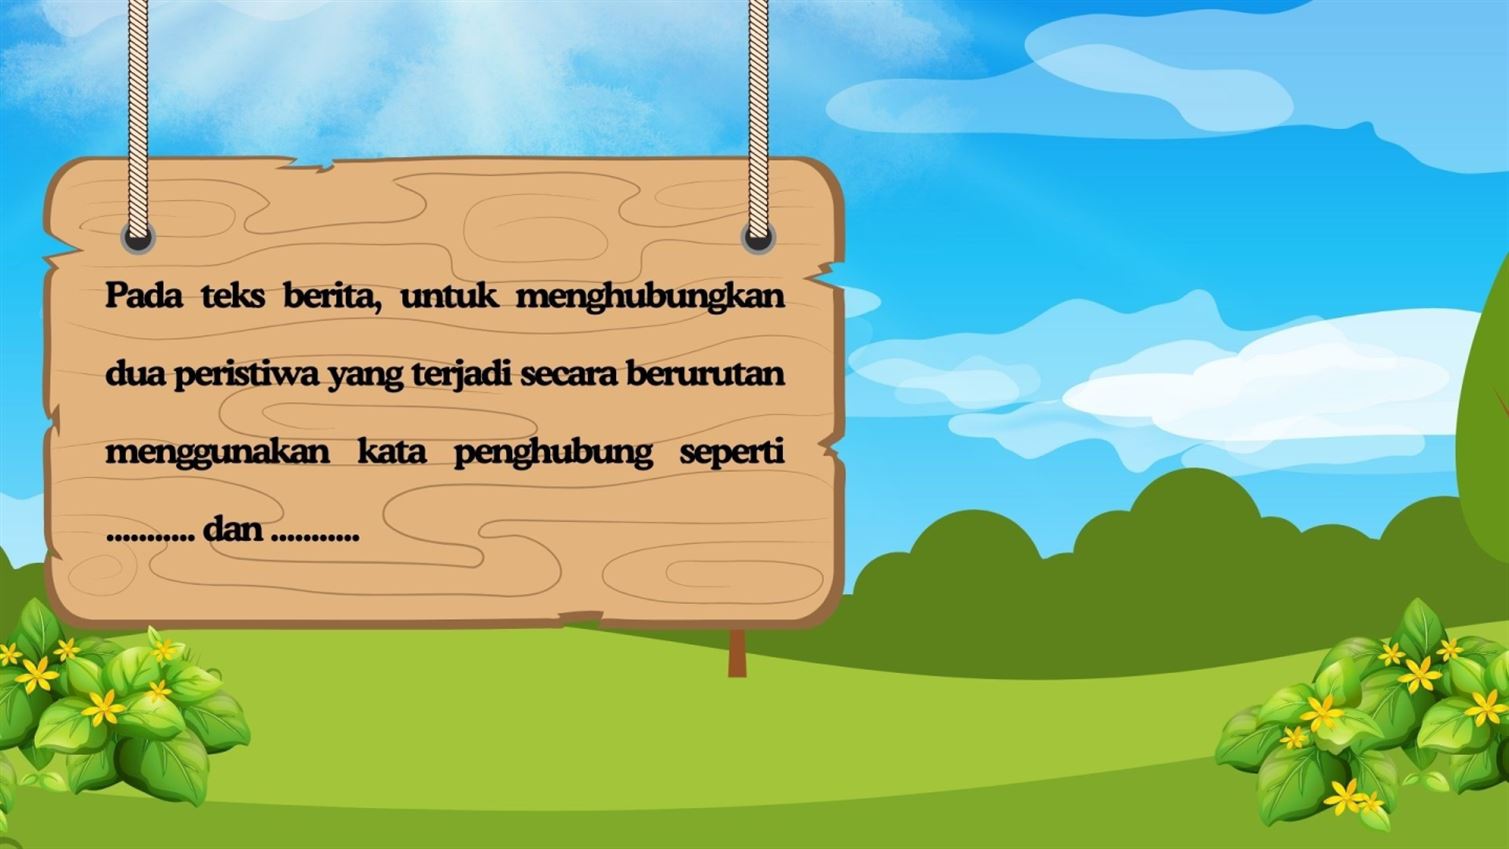 Pada teks berita, untuk menghubungkan
dua peristiwa yang terjadi secara berurutan
menggunakan kata penghubung seperti
........... dan ...........